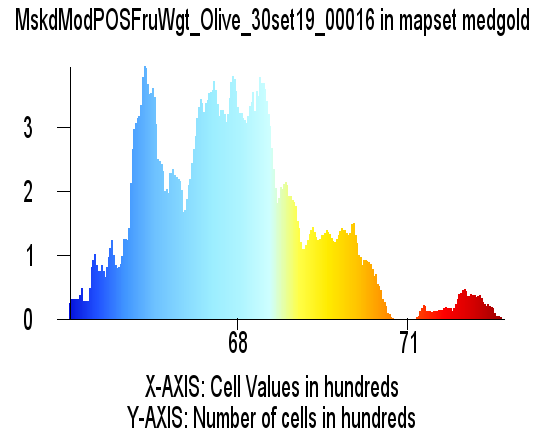 MskdModPOSFruWgt_Olive_30set19_00016 in mapset medgold
3
2
1
0
68 71
X-AXIS: Cell Values in hundreds
Y-AXIS: Number of cells in hundreds